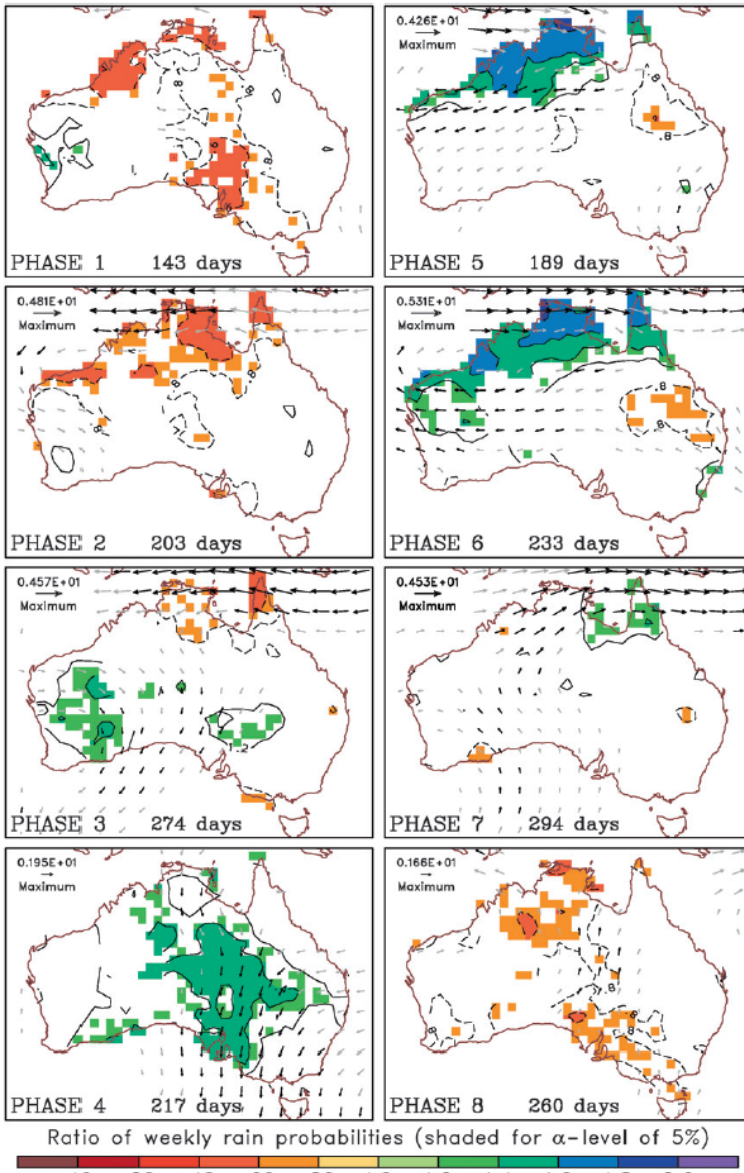 PHASE 1 143 days
0.426E+01
Maximum
PHASE 5 189 days
0.481E+01
Maximum
PHASE 2 203 days
0.531E+01
Maximum
PHASE 6 233 days
0.457E+01
Maximum
PHASE 3 274 days
0.453E+01
Maximum
PHASE 7 294 days
0.195E+01
Maximum
PHASE 4 217 days
0.166E+01
Maximum
PHASE 8 260 days
Ratio of weekly rain probabilities (shaded for α-level of 5%)